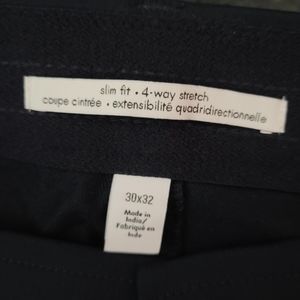 slim fit • 4-way stretch
coupe cintrée • extensibilité quadridirectionnelle
30x32
Made in
India/
Fabriqué en
Inde